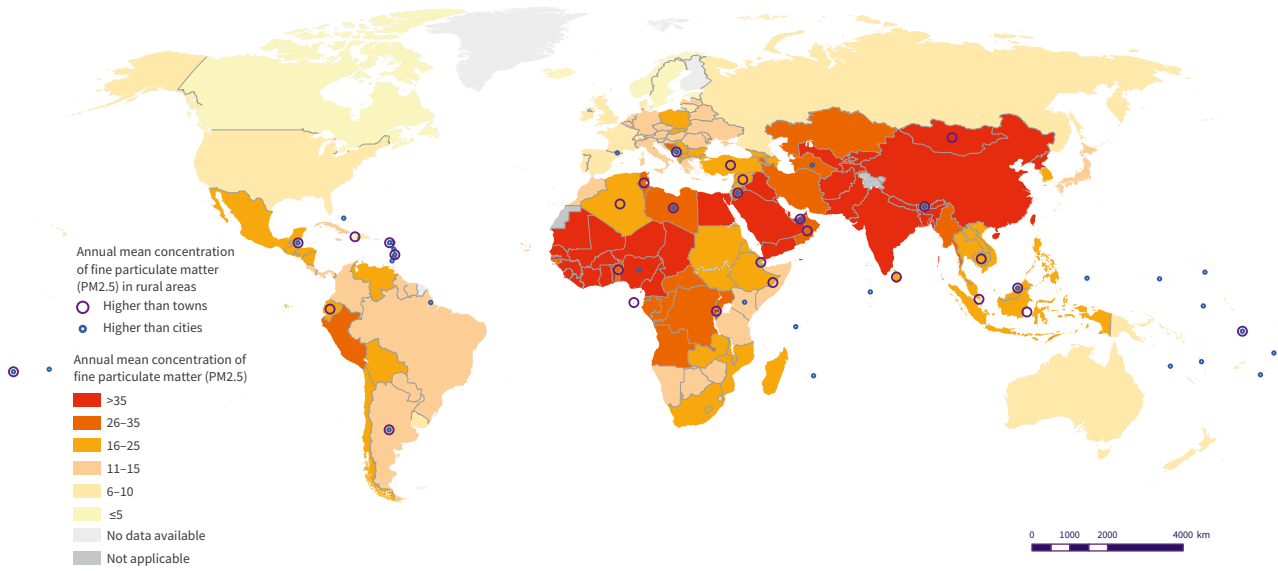 Annual mean concentration
of fine particulate matter
(PM2.5) in rural areas
Higher than towns
Higher than cities
Annual mean concentration of
fine particulate matter (PM2.5)
>35
26–35
16–25
11–15
6–10
≤5
No data available
Not applicable
0 1000 2000 4000 km